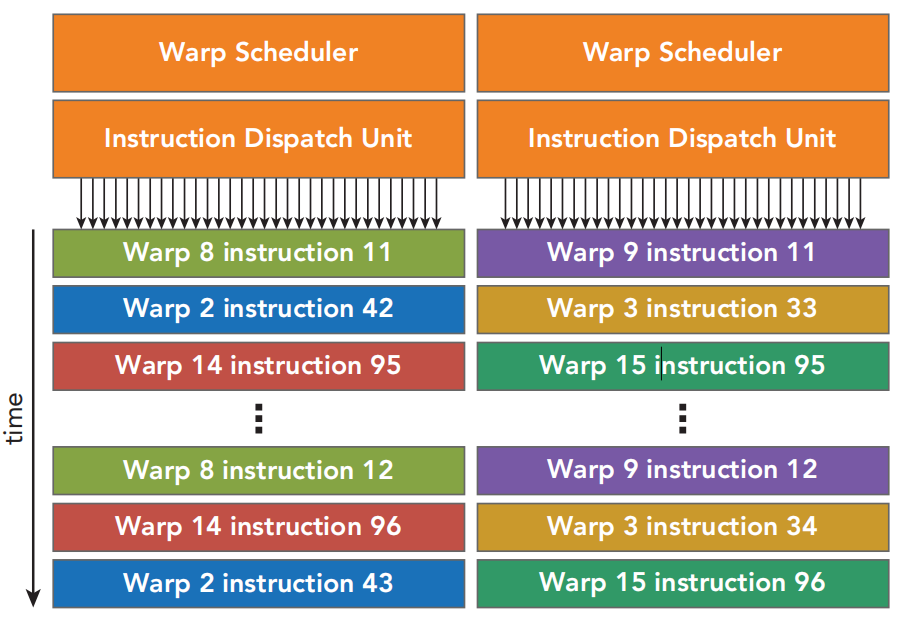 Warp Scheduler
Warp Scheduler
Instruction Dispatch Unit
Instruction Dispatch Unit
time
Warp 8 instruction 11
Warp 9 instruction 11
Warp 2 instruction 42
Warp 3 instruction 33
Warp 14 instruction 95
Warp 15 instruction 95
Warp 8 instruction 12
Warp 9 instruction 12
Warp 14 instruction 96
Warp 3 instruction 34
Warp 2 instruction 43
Warp 15 instruction 96